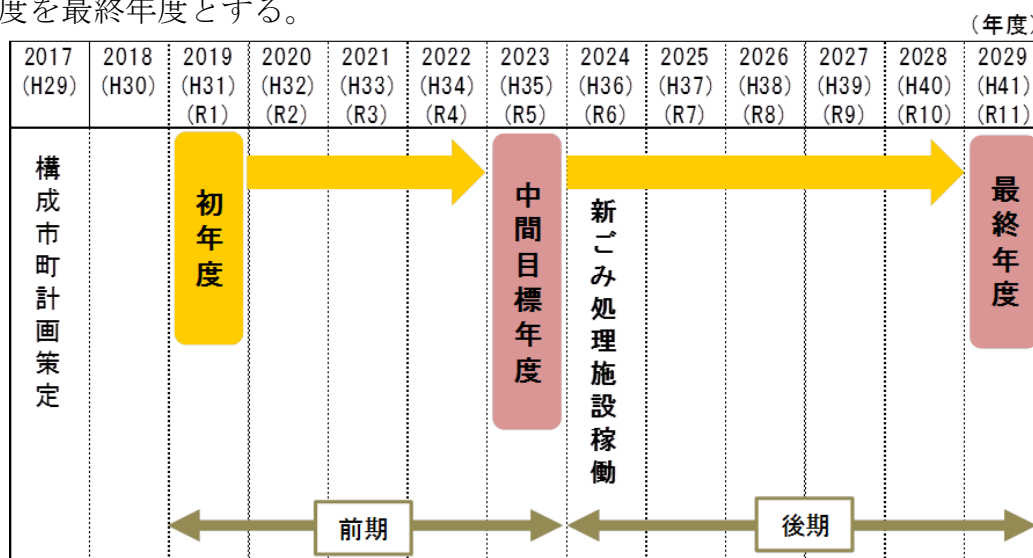 度を最終年度とする。
(年度)
2017 2018 2019 2020 2021 2022 2023 2024 2025 2026 2027 2028 2029
(H29) (H30) (H31) (H32) (H33) (H34) (H35) (H36) (H37) (H38) (H39) (H40) (H41)
(R1) (R2) (R3) (R4) (R5) (R6) (R7) (R8) (R9) (R10) (R11)
構成市町計画策定
初年度
中間目標年度
新ごみ処理施設稼働
最終年度
前期
後期